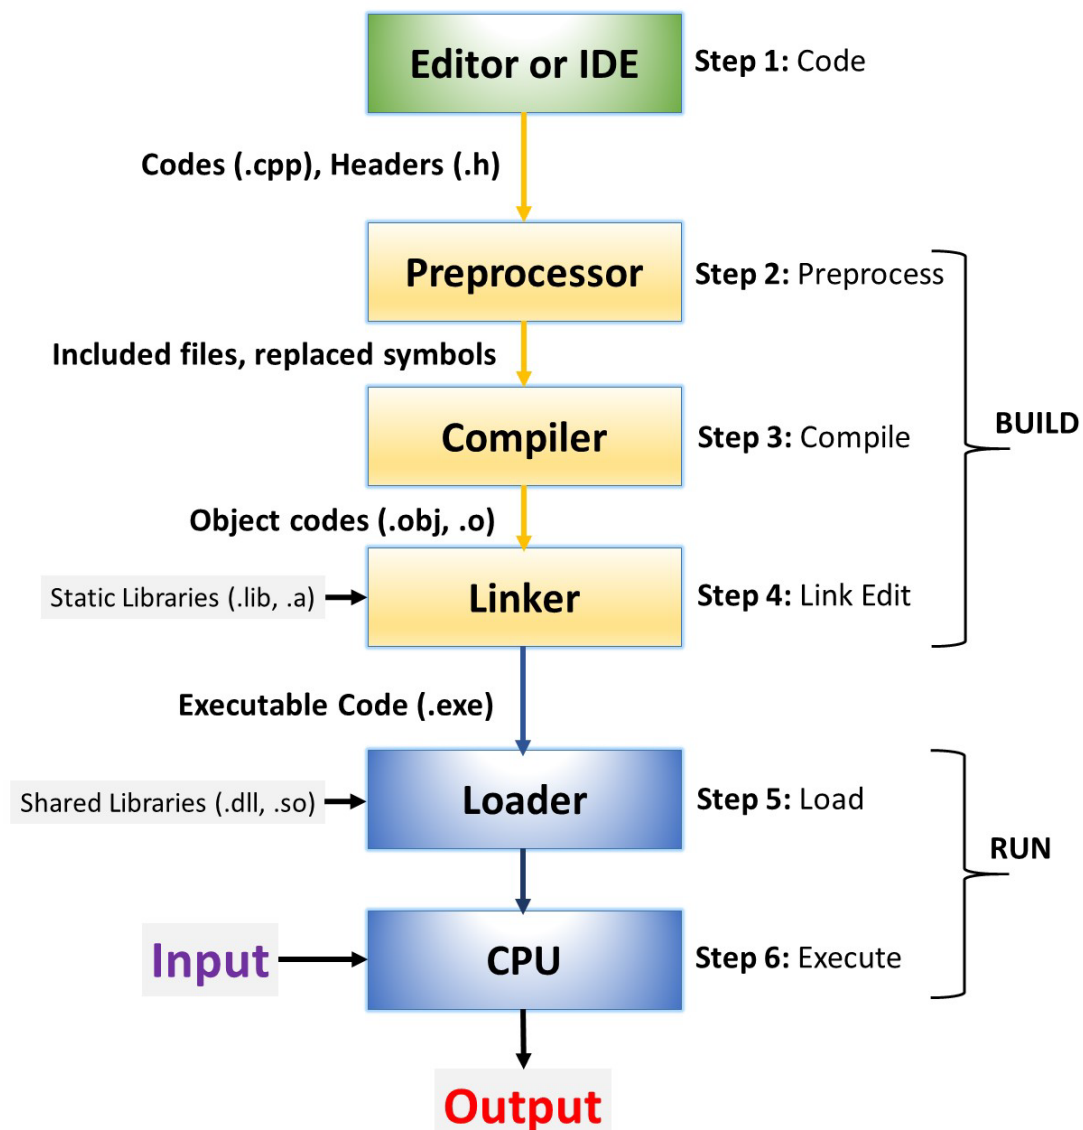 Editor or IDE
Step 1: Code
Codes (.cpp), Headers (.h)
Preprocessor
Step 2: Preprocess
Included files, replaced symbols
Compiler
Step 3: Compile
BUILD
Object codes (.obj, .o)
Static Libraries (.lib, .a)
Linker
Step 4: Link Edit
Executable Code (.exe)
Shared Libraries (.dll, .so)
Loader
Step 5: Load
RUN
Input
CPU
Step 6: Execute
Output